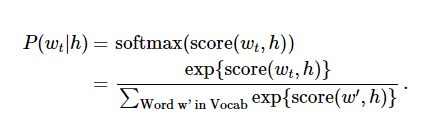 P(w_t|h) = softmax(score(w_t, h))
= exp{score(w_t, h)} / ∑_{Word w' in Vocab} exp{score(w', h)} .